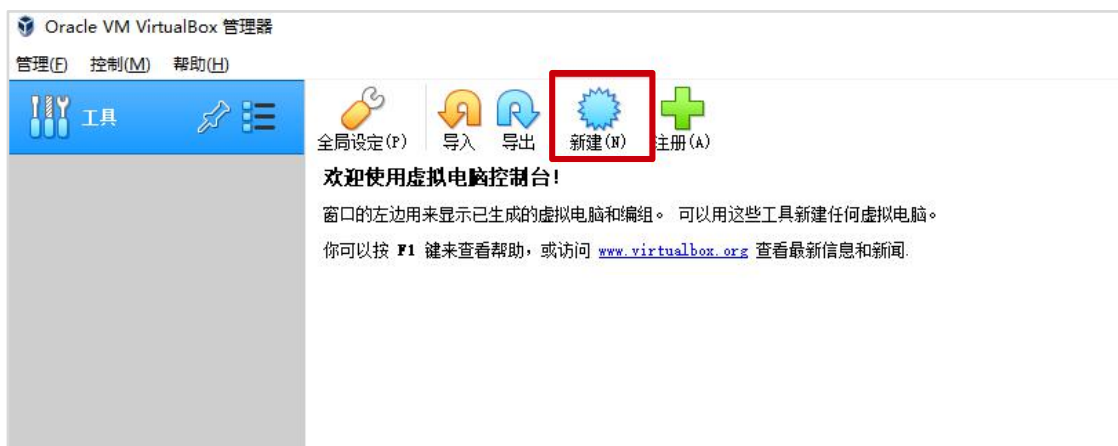 Oracle VM VirtualBox 管理器
管理(F) 控制(M) 帮助(H)
工具
全局设定(P) 导入 导出 新建(N) 注册(A)
欢迎使用虚拟电脑控制台!
窗口的左边用来显示已生成的虚拟电脑和编组。 可以用这些工具新建任何虚拟电脑。
你可以按 F1 键来查看帮助，或访问 www.virtualbox.org 查看最新信息和新闻.